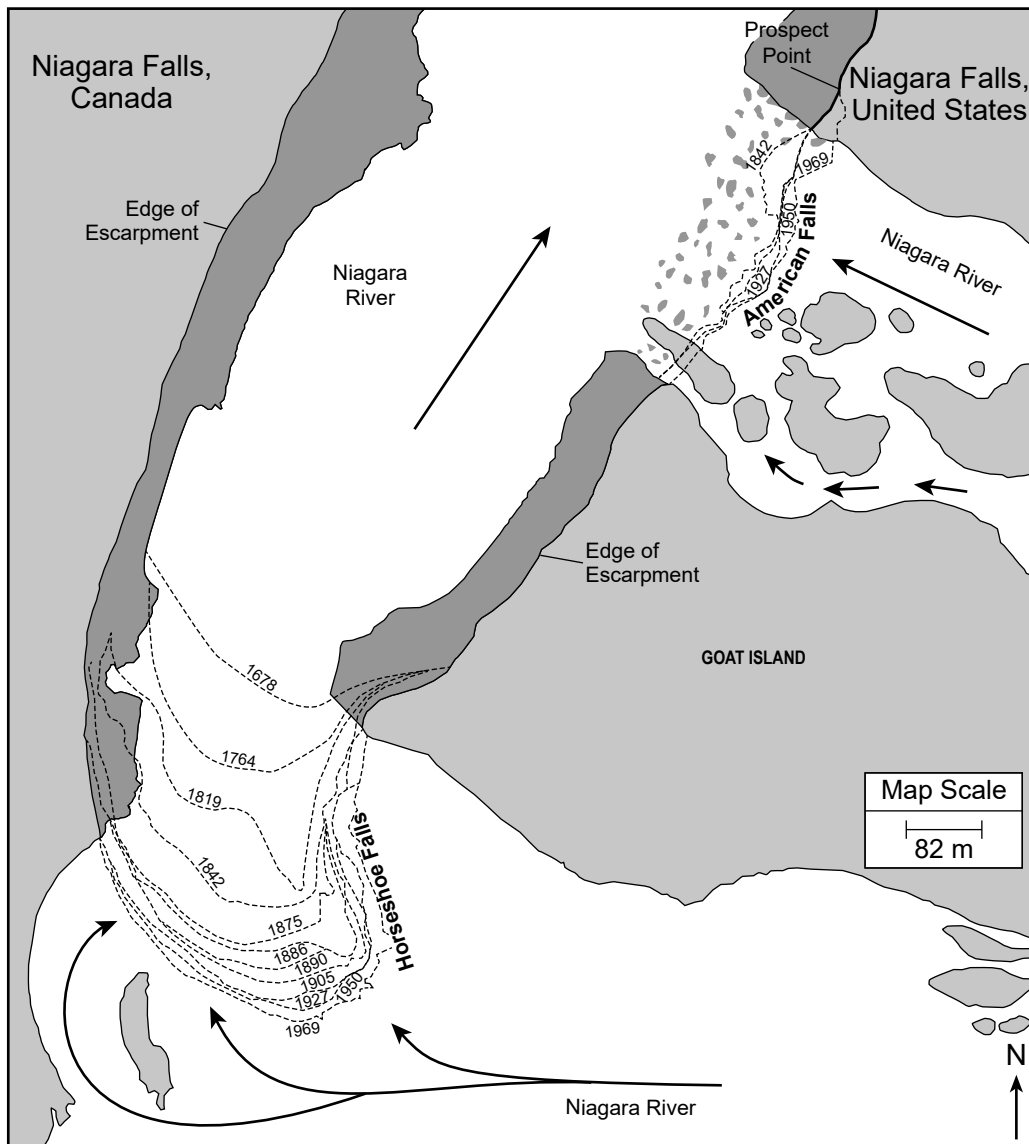 Niagara Falls,
Canada
Prospect
Point
Niagara Falls,
United States
1842
1969
1950
1927
American Falls
Niagara River
Edge of
Escarpment
Niagara
River
Edge of
Escarpment
GOAT ISLAND
1678
1764
1819
1842
1875
1886
1890
1905
1927
1950
1969
Horseshoe Falls
Map Scale
82 m
N
Niagara River